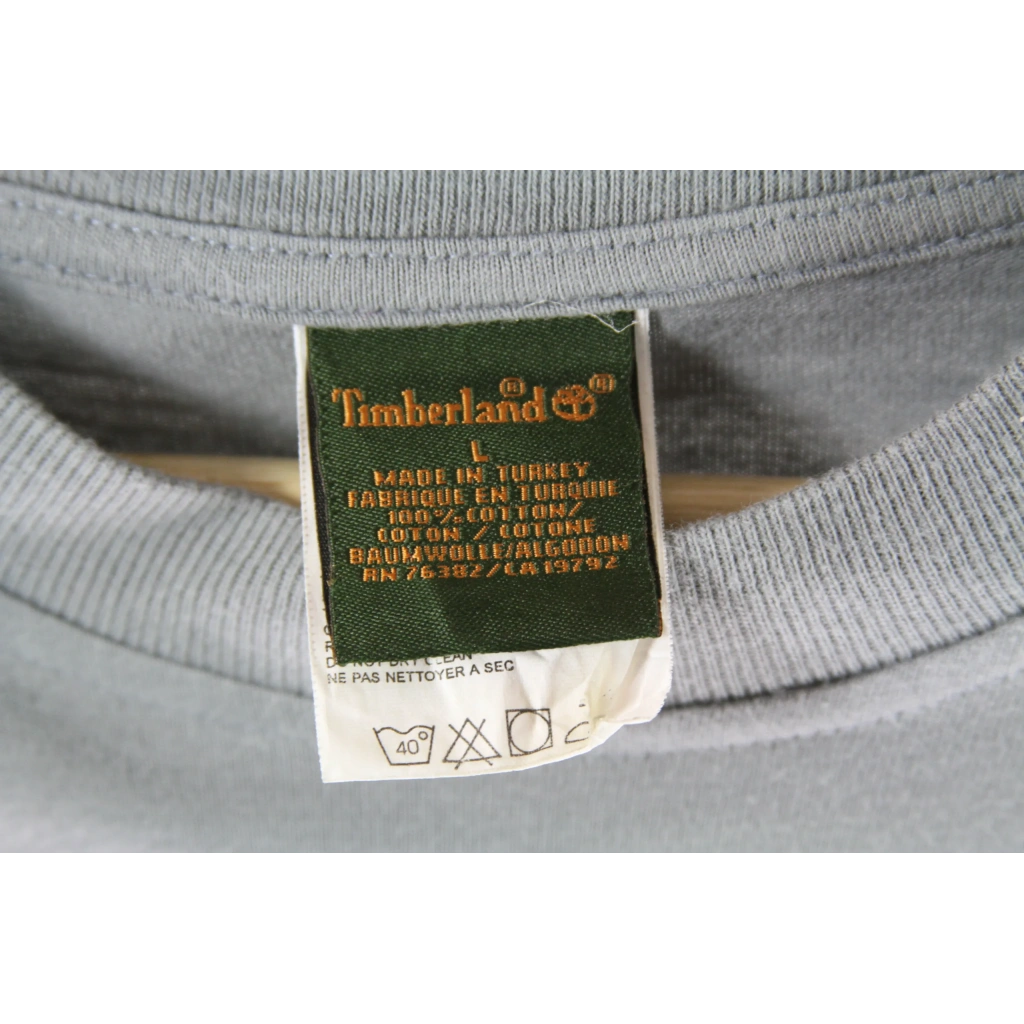 Timberland®®
L
MADE IN TURKEY
FABRIQUE EN TURQUIE
100% COTTON/
COTON / COTONE
BAUMWOLLE/ALGODON
RN 76382/CA 19792
DO NOT DRY CLEAN
NE PAS NETTOYER A SEC
40°